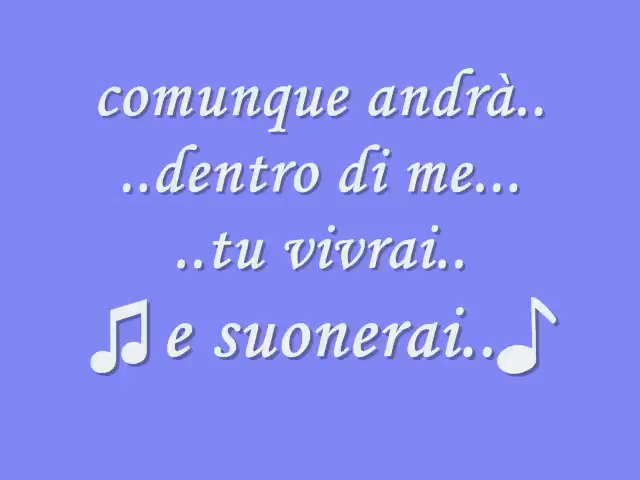 comunque andrà..
..dentro di me...
..tu vivrai..
♫ e suonerai..♪